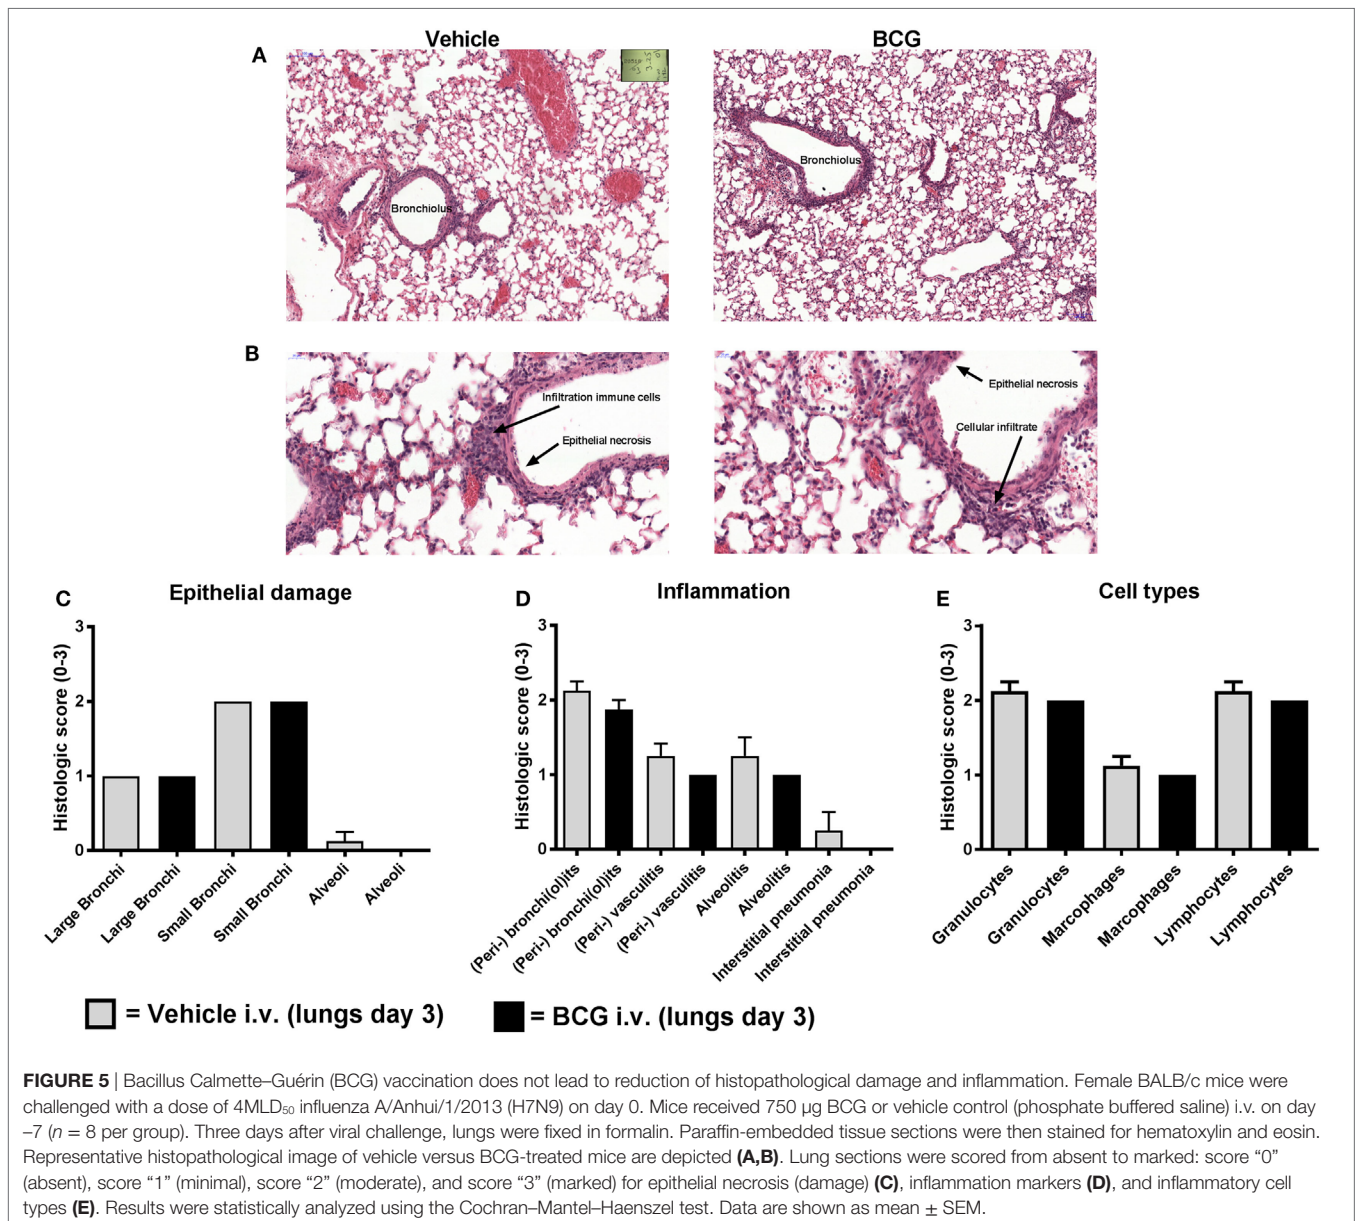 Vehicle
BCG
A
Bronchiolus
Bronchiolus
B
Infiltration immune cells
Epithelial necrosis
Epithelial necrosis
Cellular infiltrate
C
Epithelial damage
Histologic score (0-3)
3
2
1
0
Large Bronchi
Large Bronchi
Small Bronchi
Small Bronchi
Alveoli
Alveoli
D
Inflammation
Histologic score (0-3)
3
2
1
0
(Peri-) bronchi(ol)its
(Peri-) bronchi(ol)its
(Peri-) vasculitis
(Peri-) vasculitis
Alveolitis
Alveolitis
Interstitial pneumonia
Interstitial pneumonia
E
Cell types
Histologic score (0-3)
3
2
1
0
Granulocytes
Granulocytes
Marcophages
Marcophages
Lymphocytes
Lymphocytes
= Vehicle i.v. (lungs day 3)
= BCG i.v. (lungs day 3)
FIGURE 5 | Bacillus Calmette–Guérin (BCG) vaccination does not lead to reduction of histopathological damage and inflammation. Female BALB/c mice were
challenged with a dose of 4MLD₅₀ influenza A/Anhui/1/2013 (H7N9) on day 0. Mice received 750 µg BCG or vehicle control (phosphate buffered saline) i.v. on day
–7 (n = 8 per group). Three days after viral challenge, lungs were fixed in formalin. Paraffin-embedded tissue sections were then stained for hematoxylin and eosin.
Representative histopathological image of vehicle versus BCG-treated mice are depicted (A,B). Lung sections were scored from absent to marked: score “0”
(absent), score “1” (minimal), score “2” (moderate), and score “3” (marked) for epithelial necrosis (damage) (C), inflammation markers (D), and inflammatory cell
types (E). Results were statistically analyzed using the Cochran–Mantel–Haenszel test. Data are shown as mean ± SEM.